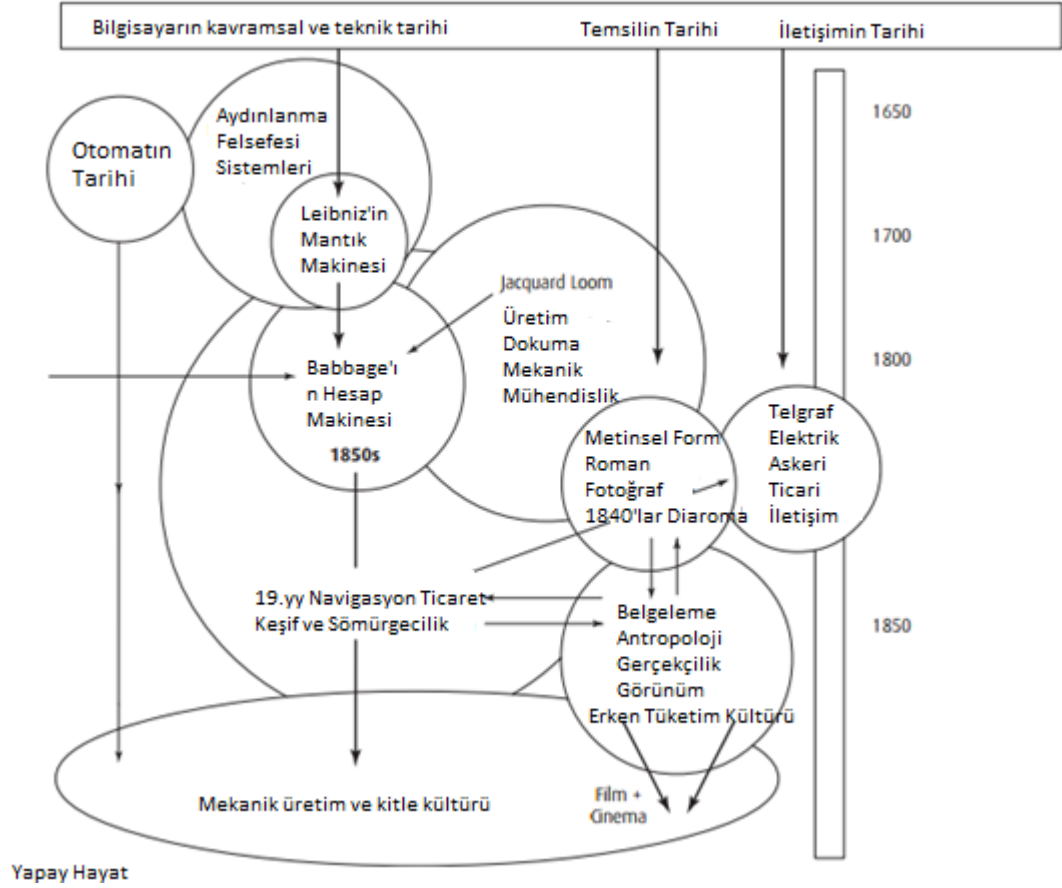 Bilgisayarın kavramsal ve teknik tarihi
Temsilin Tarihi
İletişimin Tarihi
1650
1700
1800
1850
Otomatın
Tarihi
Aydınlanma
Felsefesi
Sistemleri
Leibniz'in
Mantık
Makinesi
Jacquard Loom
Üretim
Dokuma
Mekanik
Mühendislik
Babbage'ı
n Hesap
Makinesi
1850s
Metinsel Form
Roman
Fotoğraf
1840'lar Diaroma
Telgraf
Elektrik
Askeri
Ticari
İletişim
19.yy Navigasyon Ticaret
Keşif ve Sömürgecilik
Belgeleme
Antropoloji
Gerçekçilik
Görünüm
Erken Tüketim Kültürü
Mekanik üretim ve kitle kültürü
Film +
Cinema
Yapay Hayat